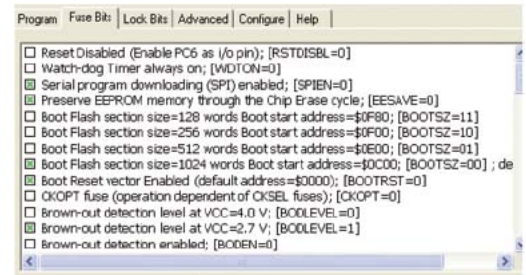 Program Fuse Bits Lock Bits Advanced Configure Help
Reset Disabled (Enable PC6 as i/o pin); [RSTDISBL=0]
Watch-dog Timer always on; [WDTON=0]
Serial program downloading (SPI) enabled; [SPIEN=0]
Preserve EEPROM memory through the Chip Erase cycle; [EESAVE=0]
Boot Flash section size=128 words Boot start address=$0F80; [BOOTSZ=11]
Boot Flash section size=256 words Boot start address=$0F00; [BOOTSZ=10]
Boot Flash section size=512 words Boot start address=$0E00; [BOOTSZ=01]
Boot Flash section size=1024 words Boot start address=$0C00; [BOOTSZ=00] ; de
Boot Reset vector Enabled (default address=$0000); [BOOTRST=0]
CKOPT fuse (operation dependent of CKSEL fuses); [CKOPT=0]
Brown-out detection level at VCC=4.0 V; [BODLEVEL=0]
Brown-out detection level at VCC=2.7 V; [BODLEVEL=1]
Brown-out detection enabled; [BODEN=0]